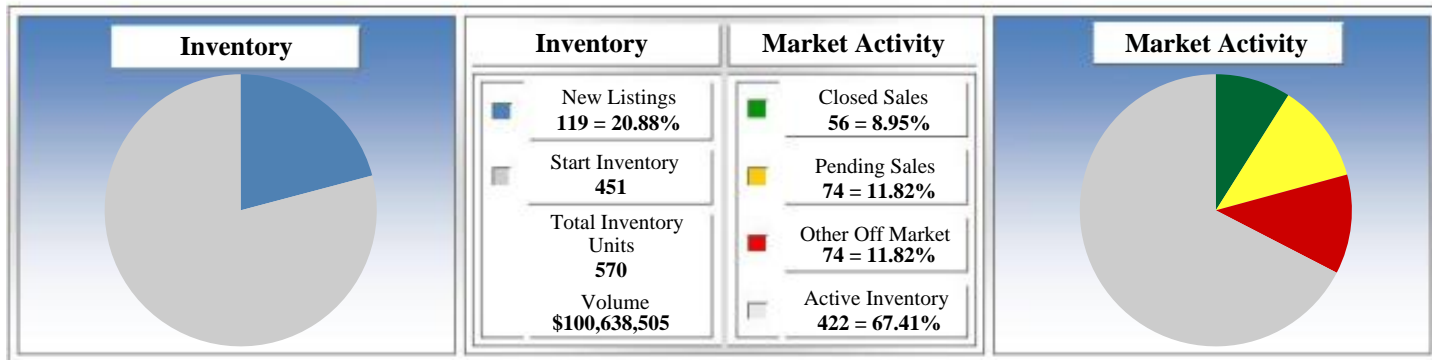 Inventory
Inventory
Market Activity
Market Activity
New Listings
119 = 20.88%
Start Inventory
451
Total Inventory
Units
570
Volume
$100,638,505
Closed Sales
56 = 8.95%
Pending Sales
74 = 11.82%
Other Off Market
74 = 11.82%
Active Inventory
422 = 67.41%